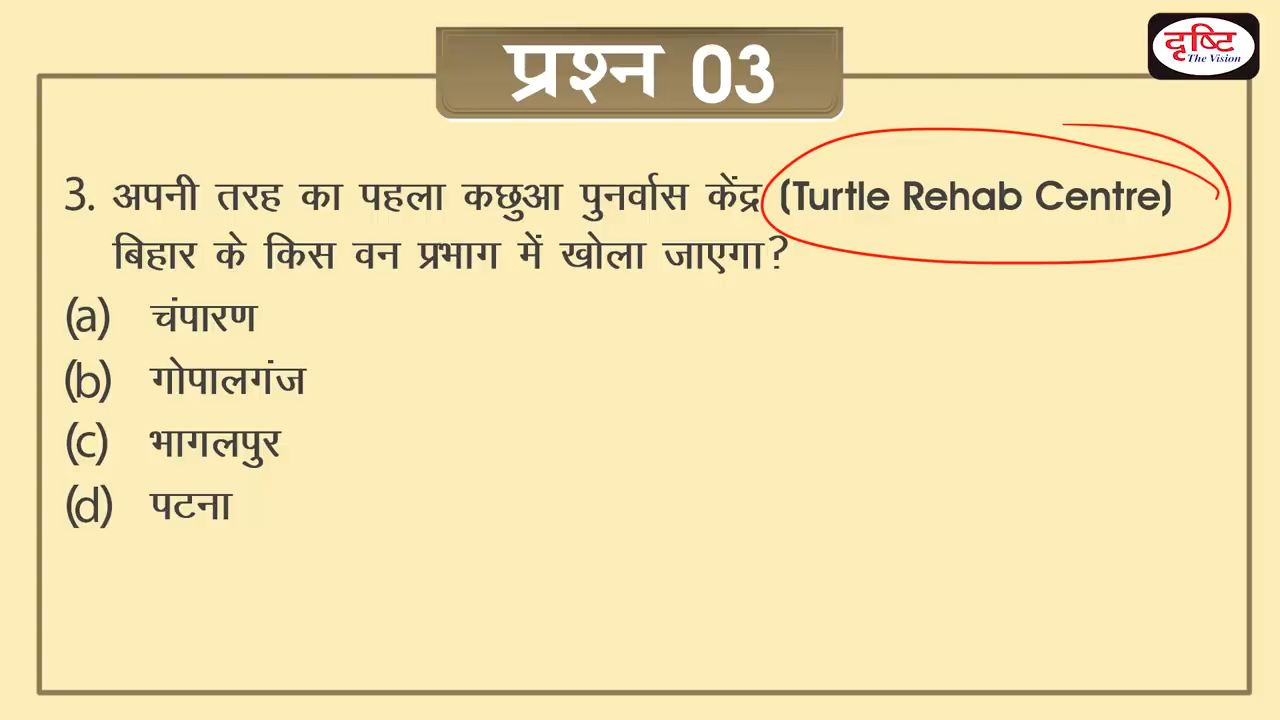 दृष्टि
The Vision
प्रश्न 03
3. अपनी तरह का पहला कछुआ पुनर्वास केंद्र (Turtle Rehab Centre)
बिहार के किस वन प्रभाग में खोला जाएगा?
(a) चंपारण
(b) गोपालगंज
(c) भागलपुर
(d) पटना